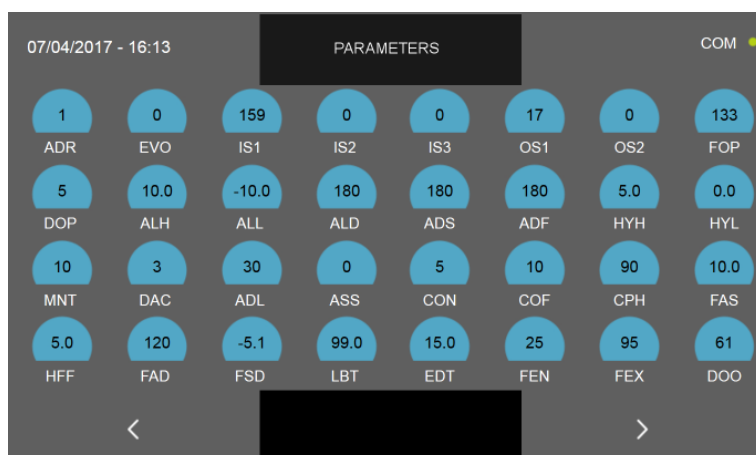 07/04/2017 - 16:13 PARAMETERS COM
1 0 159 0 0 17 0 133
ADR EVO IS1 IS2 IS3 OS1 OS2 FOP
5 10.0 -10.0 180 180 180 5.0 0.0
DOP ALH ALL ALD ADS ADF HYH HYL
10 3 30 0 5 10 90 10.0
MNT DAC ADL ASS CON COF CPH FAS
5.0 120 -5.1 99.0 15.0 25 95 61
HFF FAD FSD LBT EDT FEN FEX DOO